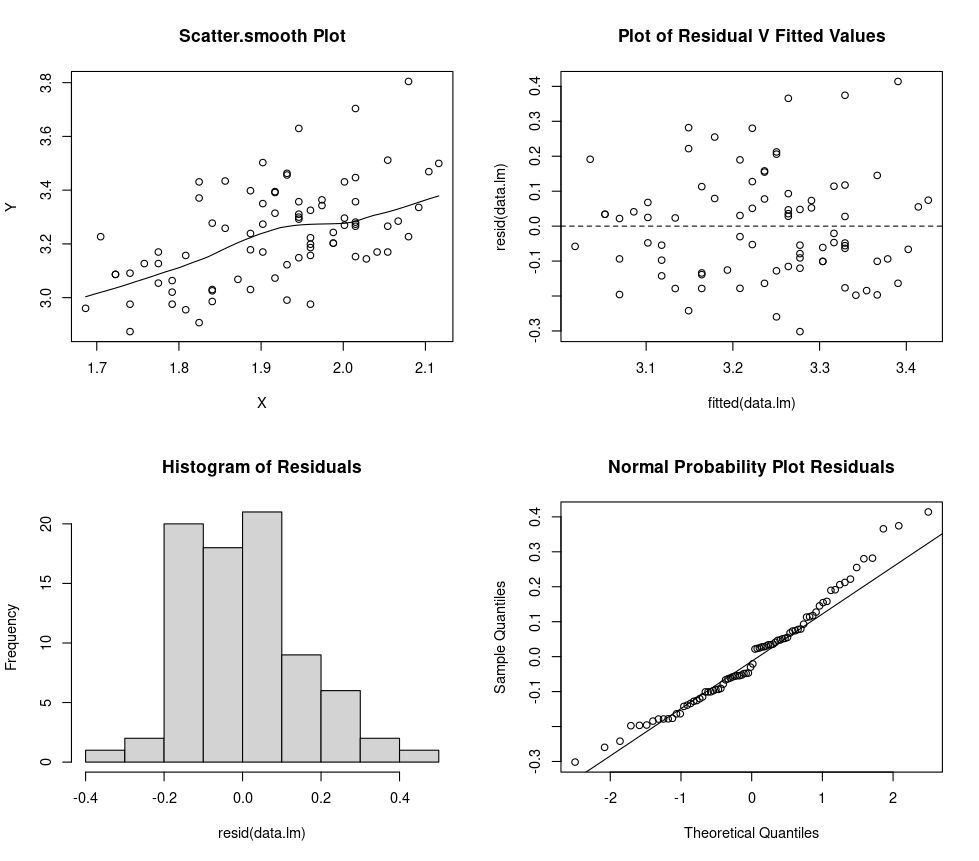 Scatter.smooth Plot
Y
3.0 3.2 3.4 3.6 3.8
1.7 1.8 1.9 2.0 2.1
X
Plot of Residual V Fitted Values
resid(data.lm)
-0.3 -0.1 0.0 0.1 0.2 0.3 0.4
3.1 3.2 3.3 3.4
fitted(data.lm)
Histogram of Residuals
Frequency
0 5 10 15 20
-0.4 -0.2 0.0 0.2 0.4
resid(data.lm)
Normal Probability Plot Residuals
Sample Quantiles
-0.3 -0.1 0.0 0.1 0.2 0.3 0.4
-2 -1 0 1 2
Theoretical Quantiles